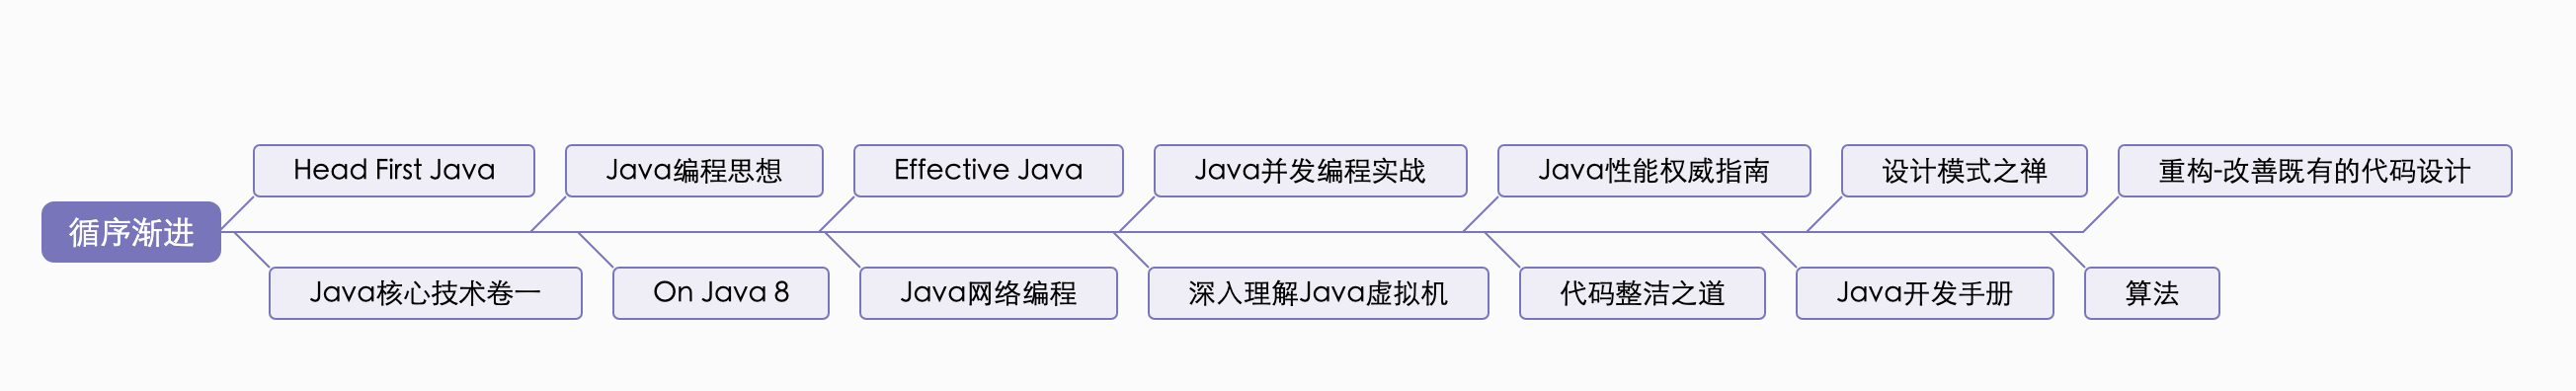 循序渐进
Head First Java
Java编程思想
Effective Java
Java并发编程实战
Java性能权威指南
设计模式之禅
重构-改善既有的代码设计
Java核心技术卷一
On Java 8
Java网络编程
深入理解Java虚拟机
代码整洁之道
Java开发手册
算法